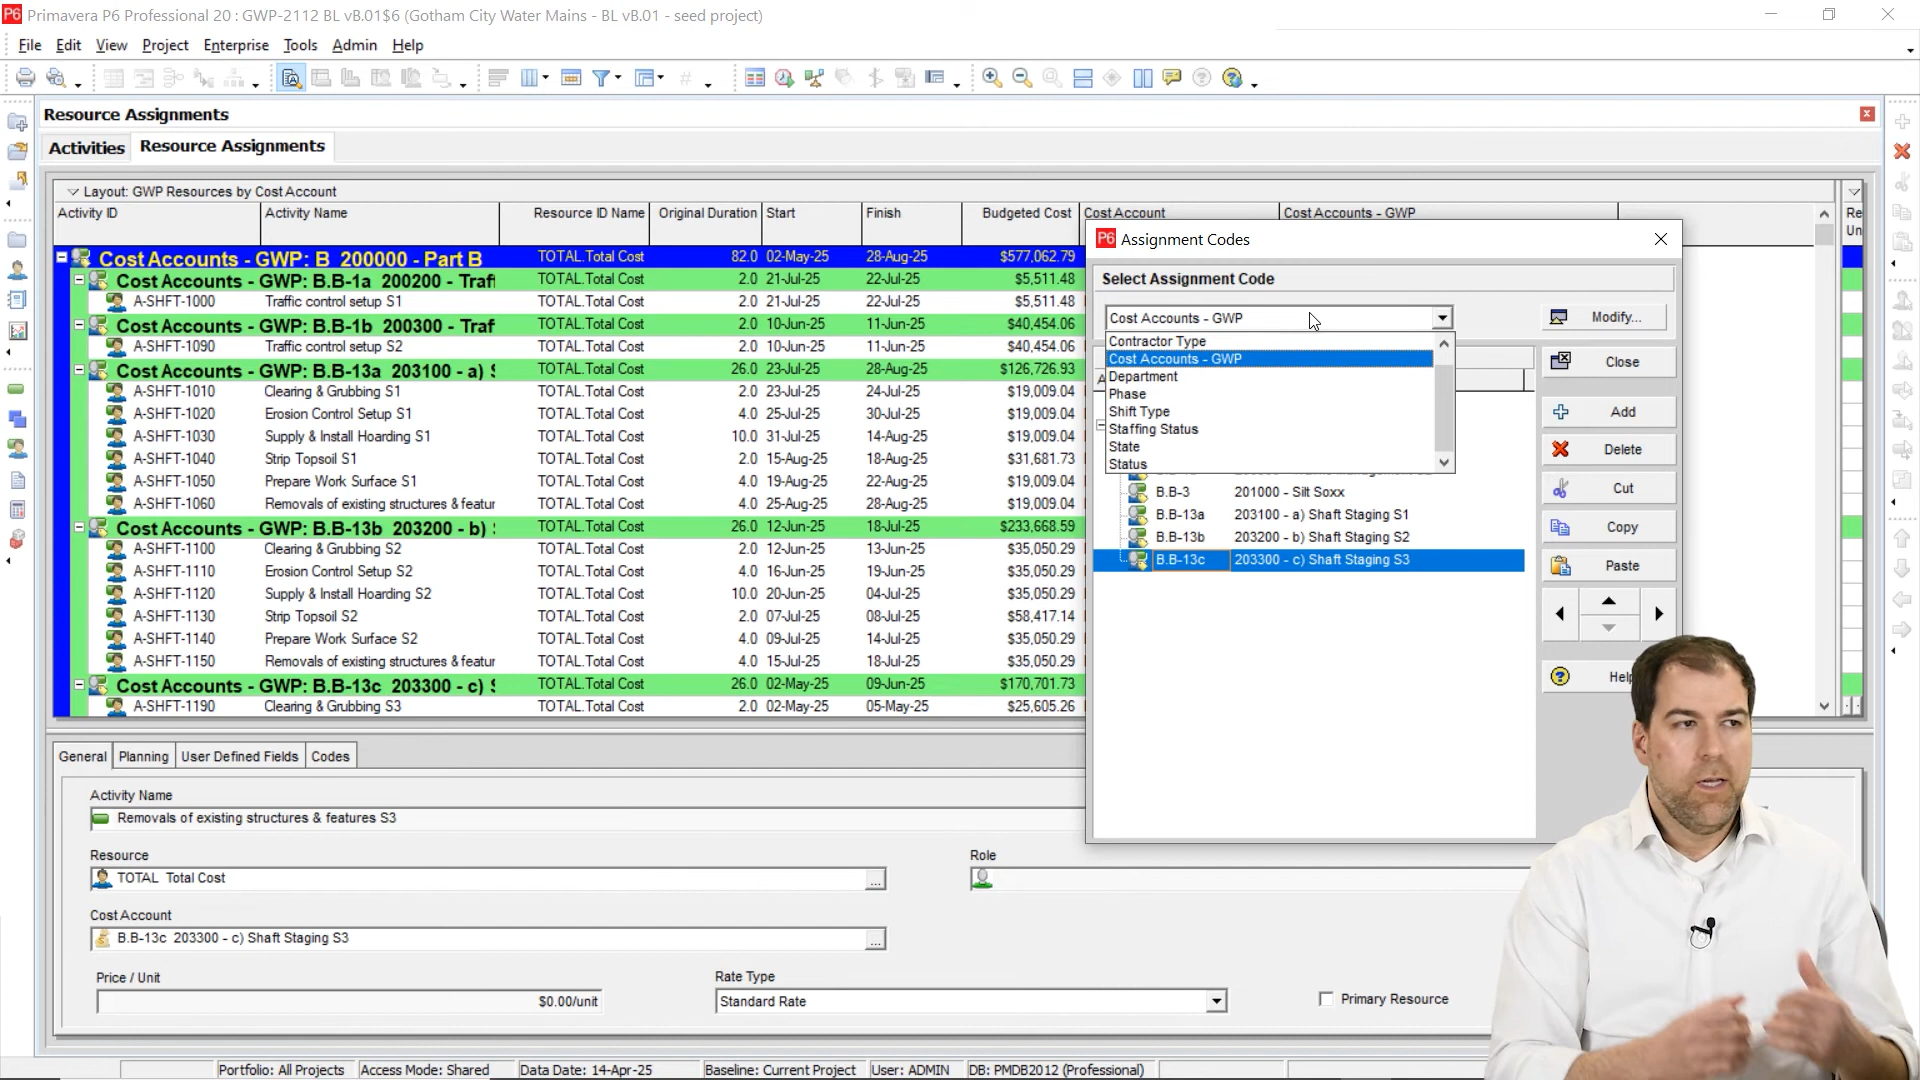 P6 Primavera P6 Professional 20 : GWP-2112 BL vB.01$6 (Gotham City Water Mains - BL vB.01 - seed project)
File Edit View Project Enterprise Tools Admin Help
Resource Assignments
Activities Resource Assignments
Layout: GWP Resources by Cost Account
Activity ID Activity Name Resource ID Name Original Duration Start Finish Budgeted Cost Cost Account Cost Accounts - GWP
Cost Accounts - GWP: B 200000 - Part B TOTAL.Total Cost 82.0 02-May-25 28-Aug-25 $577,062.79
Cost Accounts - GWP: B.B-1a 200200 - Traff TOTAL.Total Cost 2.0 21-Jul-25 22-Jul-25 $5,511.48
A-SHFT-1000 Traffic control setup S1 TOTAL.Total Cost 2.0 21-Jul-25 22-Jul-25 $5,511.48
Cost Accounts - GWP: B.B-1b 200300 - Traf TOTAL.Total Cost 2.0 10-Jun-25 11-Jun-25 $40,454.06
A-SHFT-1090 Traffic control setup S2 TOTAL.Total Cost 2.0 10-Jun-25 11-Jun-25 $40,454.06
Cost Accounts - GWP: B.B-13a 203100 - a) TOTAL.Total Cost 26.0 23-Jul-25 28-Aug-25 $126,726.93
A-SHFT-1010 Clearing & Grubbing S1 TOTAL.Total Cost 2.0 23-Jul-25 24-Jul-25 $19,009.04
A-SHFT-1020 Erosion Control Setup S1 TOTAL.Total Cost 4.0 25-Jul-25 30-Jul-25 $19,009.04
A-SHFT-1030 Supply & Install Hoarding S1 TOTAL.Total Cost 10.0 31-Jul-25 14-Aug-25 $19,009.04
A-SHFT-1040 Strip Topsoil S1 TOTAL.Total Cost 2.0 15-Aug-25 18-Aug-25 $31,681.73
A-SHFT-1050 Prepare Work Surface S1 TOTAL.Total Cost 4.0 19-Aug-25 22-Aug-25 $19,009.04
A-SHFT-1060 Removals of existing structures & featur TOTAL.Total Cost 4.0 25-Aug-25 28-Aug-25 $19,009.04
Cost Accounts - GWP: B.B-13b 203200 - b) TOTAL.Total Cost 26.0 12-Jun-25 18-Jul-25 $233,668.59
A-SHFT-1100 Clearing & Grubbing S2 TOTAL.Total Cost 2.0 12-Jun-25 13-Jun-25 $35,050.29
A-SHFT-1110 Erosion Control Setup S2 TOTAL.Total Cost 4.0 16-Jun-25 19-Jun-25 $35,050.29
A-SHFT-1120 Supply & Install Hoarding S2 TOTAL.Total Cost 10.0 20-Jun-25 04-Jul-25 $35,050.29
A-SHFT-1130 Strip Topsoil S2 TOTAL.Total Cost 2.0 07-Jul-25 08-Jul-25 $58,417.14
A-SHFT-1140 Prepare Work Surface S2 TOTAL.Total Cost 4.0 09-Jul-25 14-Jul-25 $35,050.29
A-SHFT-1150 Removals of existing structures & featur TOTAL.Total Cost 4.0 15-Jul-25 18-Jul-25 $35,050.29
Cost Accounts - GWP: B.B-13c 203300 - c) TOTAL.Total Cost 26.0 02-May-25 09-Jun-25 $170,701.73
A-SHFT-1190 Clearing & Grubbing S3 TOTAL.Total Cost 2.0 02-May-25 05-May-25 $25,605.26
Re
Un
P6 Assignment Codes
Select Assignment Code
Cost Accounts - GWP
Contractor Type
Cost Accounts - GWP
Department
Phase
Shift Type
Staffing Status
State
Status
B.B-3 201000 - Silt Soxx
B.B-13a 203100 - a) Shaft Staging S1
B.B-13b 203200 - b) Shaft Staging S2
B.B-13c 203300 - c) Shaft Staging S3
Modify...
Close
Add
Delete
Cut
Copy
Paste
Help
General Planning User Defined Fields Codes
Activity Name
Removals of existing structures & features S3
Resource Role
TOTAL Total Cost
Cost Account
B.B-13c 203300 - c) Shaft Staging S3
Price / Unit Rate Type
$0.00/unit Standard Rate Primary Resource
Portfolio: All Projects Access Mode: Shared Data Date: 14-Apr-25 Baseline: Current Project User: ADMIN DB: PMDB2012 (Professional)